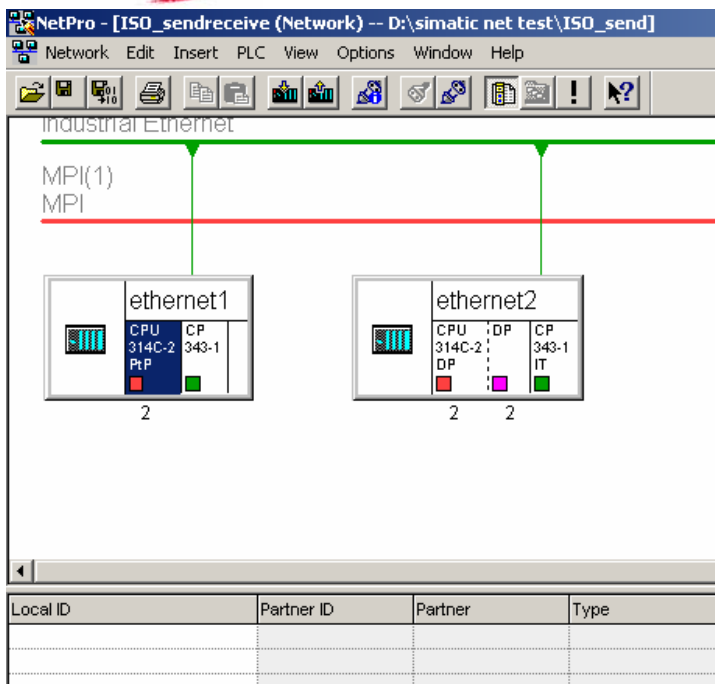 NetPro - [ISO_sendreceive (Network) -- D:\simatic net test\ISO_send]
Network Edit Insert PLC View Options Window Help
Industrial Ethernet
MPI(1)
MPI
ethernet1
CPU 314C-2 PtP
CP 343-1
2
ethernet2
CPU 314C-2 DP
DP
CP 343-1 IT
2 2
Local ID Partner ID Partner Type